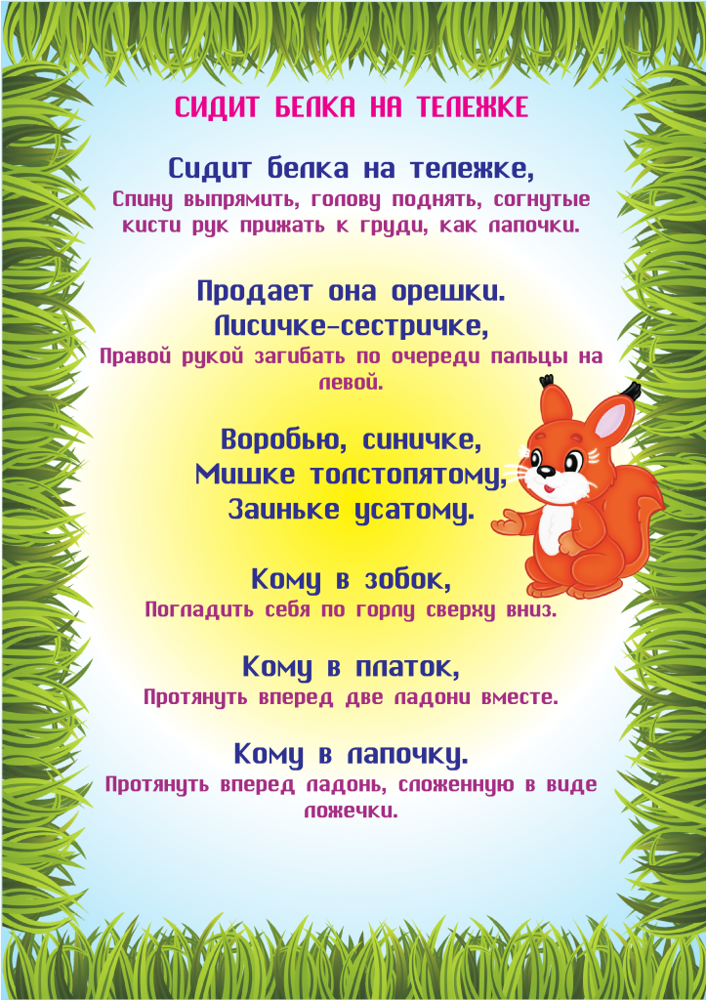 СИДИТ БЕЛКА НА ТЕЛЕЖКЕ
Сидит белка на тележке,
Спину выпрямить, голову поднять, согнутые
кисти рук прижать к груди, как лапочки.
Продает она орешки.
Лисичке-сестричке,
Правой рукой загибать по очереди пальцы на
левой.
Воробью, синичке,
Мишке толстопятому,
Заиньке усатому.
Кому в зобок,
Погладить себя по горлу сверху вниз.
Кому в платок,
Протянуть вперед две ладони вместе.
Кому в лапочку.
Протянуть вперед ладонь, сложенную в виде
ложечки.